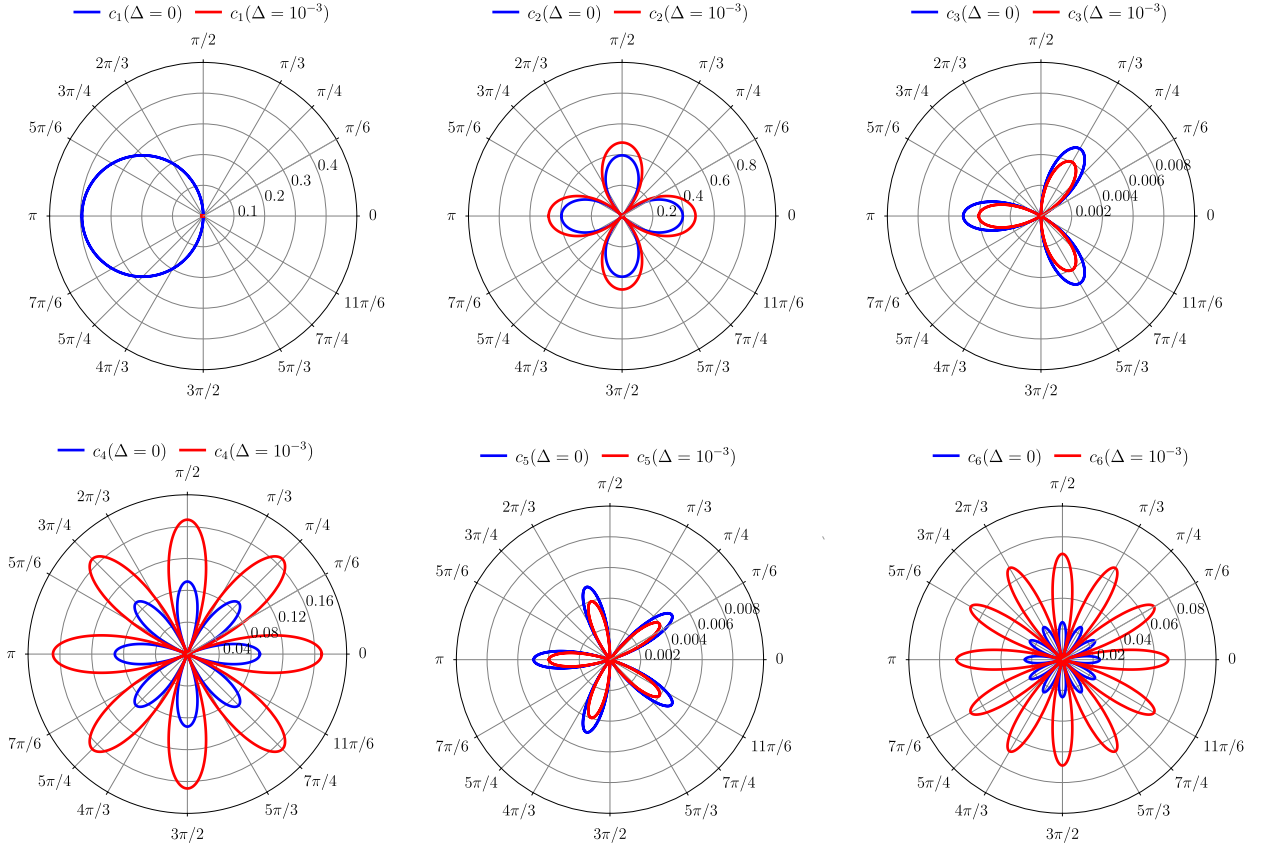 c₁(Δ = 0) c₁(Δ = 10⁻³)
π/2
π/3
π/4
π/6
0
11π/6
7π/4
5π/3
3π/2
4π/3
5π/4
7π/6
π
5π/6
3π/4
2π/3
0.1
0.2
0.3
0.4
c₂(Δ = 0) c₂(Δ = 10⁻³)
π/2
π/3
π/4
π/6
0
11π/6
7π/4
5π/3
3π/2
4π/3
5π/4
7π/6
π
5π/6
3π/4
2π/3
0.2
0.4
0.6
0.8
c₃(Δ = 0) c₃(Δ = 10⁻³)
π/2
π/3
π/4
π/6
0
11π/6
7π/4
5π/3
3π/2
4π/3
5π/4
7π/6
π
5π/6
3π/4
2π/3
0.002
0.004
0.006
0.008
c₄(Δ = 0) c₄(Δ = 10⁻³)
π/2
π/3
π/4
π/6
0
11π/6
7π/4
5π/3
3π/2
4π/3
5π/4
7π/6
π
5π/6
3π/4
2π/3
0.04
0.08
0.12
0.16
c₅(Δ = 0) c₅(Δ = 10⁻³)
π/2
π/3
π/4
π/6
0
11π/6
7π/4
5π/3
3π/2
4π/3
5π/4
7π/6
π
5π/6
3π/4
2π/3
0.002
0.004
0.006
0.008
c₆(Δ = 0) c₆(Δ = 10⁻³)
π/2
π/3
π/4
π/6
0
11π/6
7π/4
5π/3
3π/2
4π/3
5π/4
7π/6
π
5π/6
3π/4
2π/3
0.02
0.04
0.06
0.08